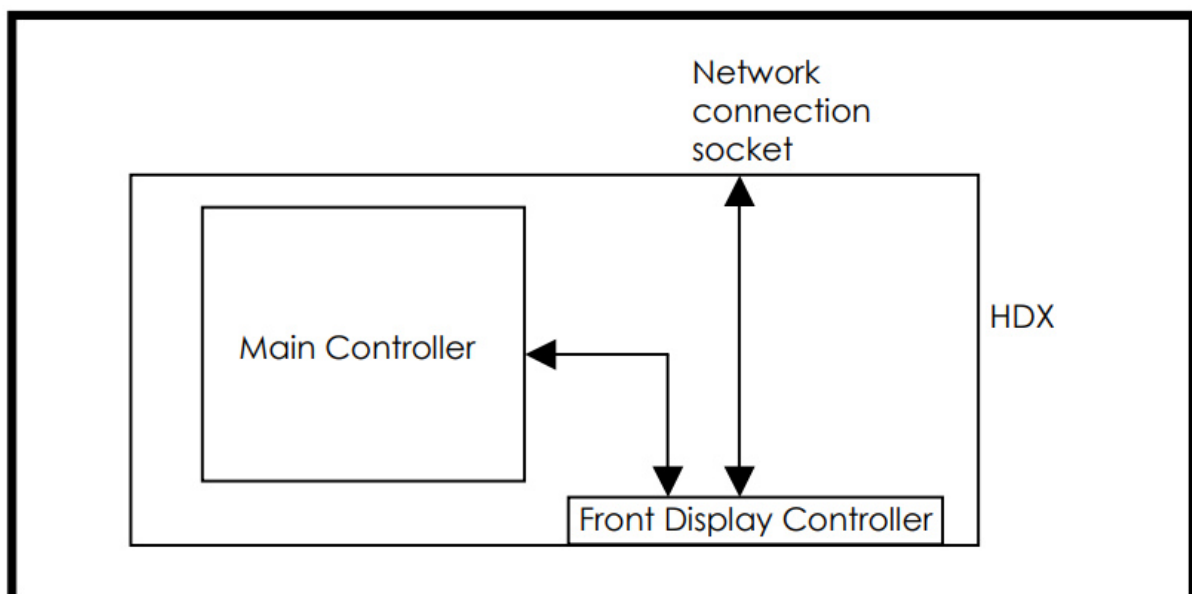 Network
connection
socket
HDX
Main Controller
Front Display Controller